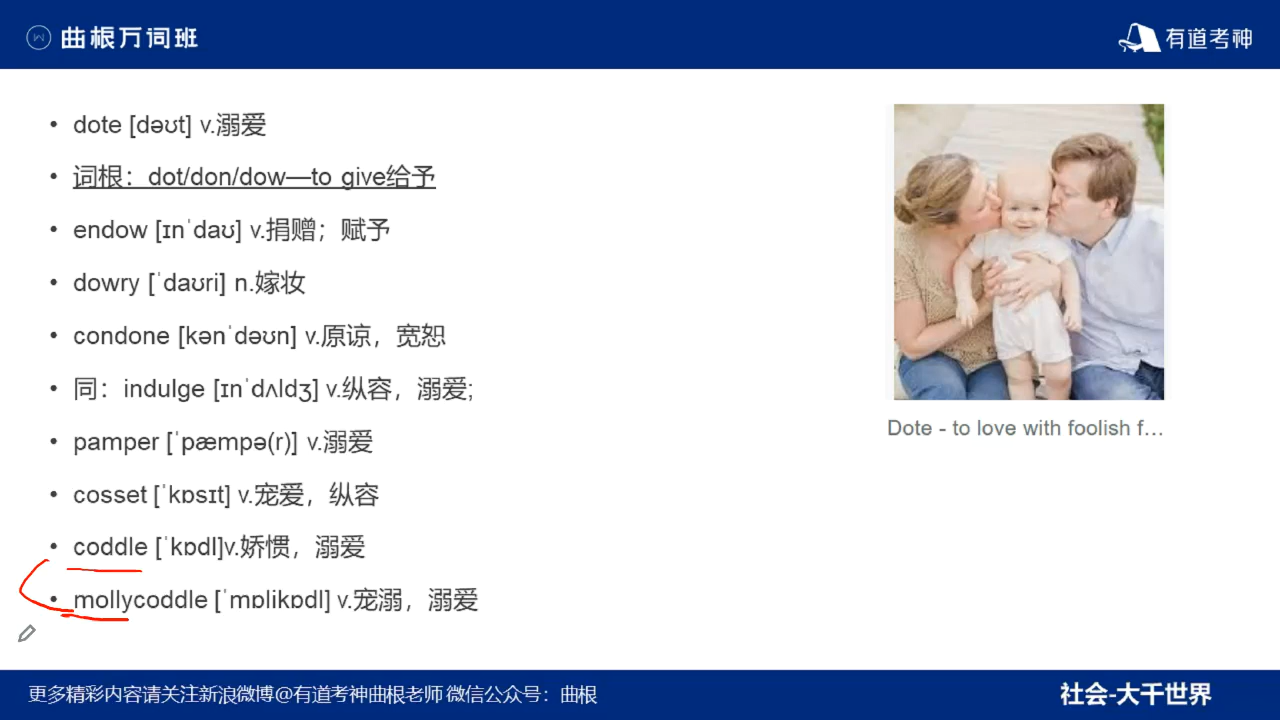 曲根万词班
有道考神
• dote [dəʊt] v.溺爱
• 词根：dot/don/dow—to give给予
• endow [ɪnˈdaʊ] v.捐赠；赋予
• dowry [ˈdaʊri] n.嫁妆
• condone [kənˈdəʊn] v.原谅，宽恕
• 同：indulge [ɪnˈdʌldʒ] v.纵容，溺爱;
• pamper [ˈpæmpə(r)] v.溺爱
• cosset [ˈkɒsɪt] v.宠爱，纵容
• coddle [ˈkɒdl]v.娇惯，溺爱
• mollycoddle [ˈmɒlikɒdl] v.宠溺，溺爱
Dote - to love with foolish f…
更多精彩内容请关注新浪微博@有道考神曲根老师 微信公众号：曲根
社会-大千世界